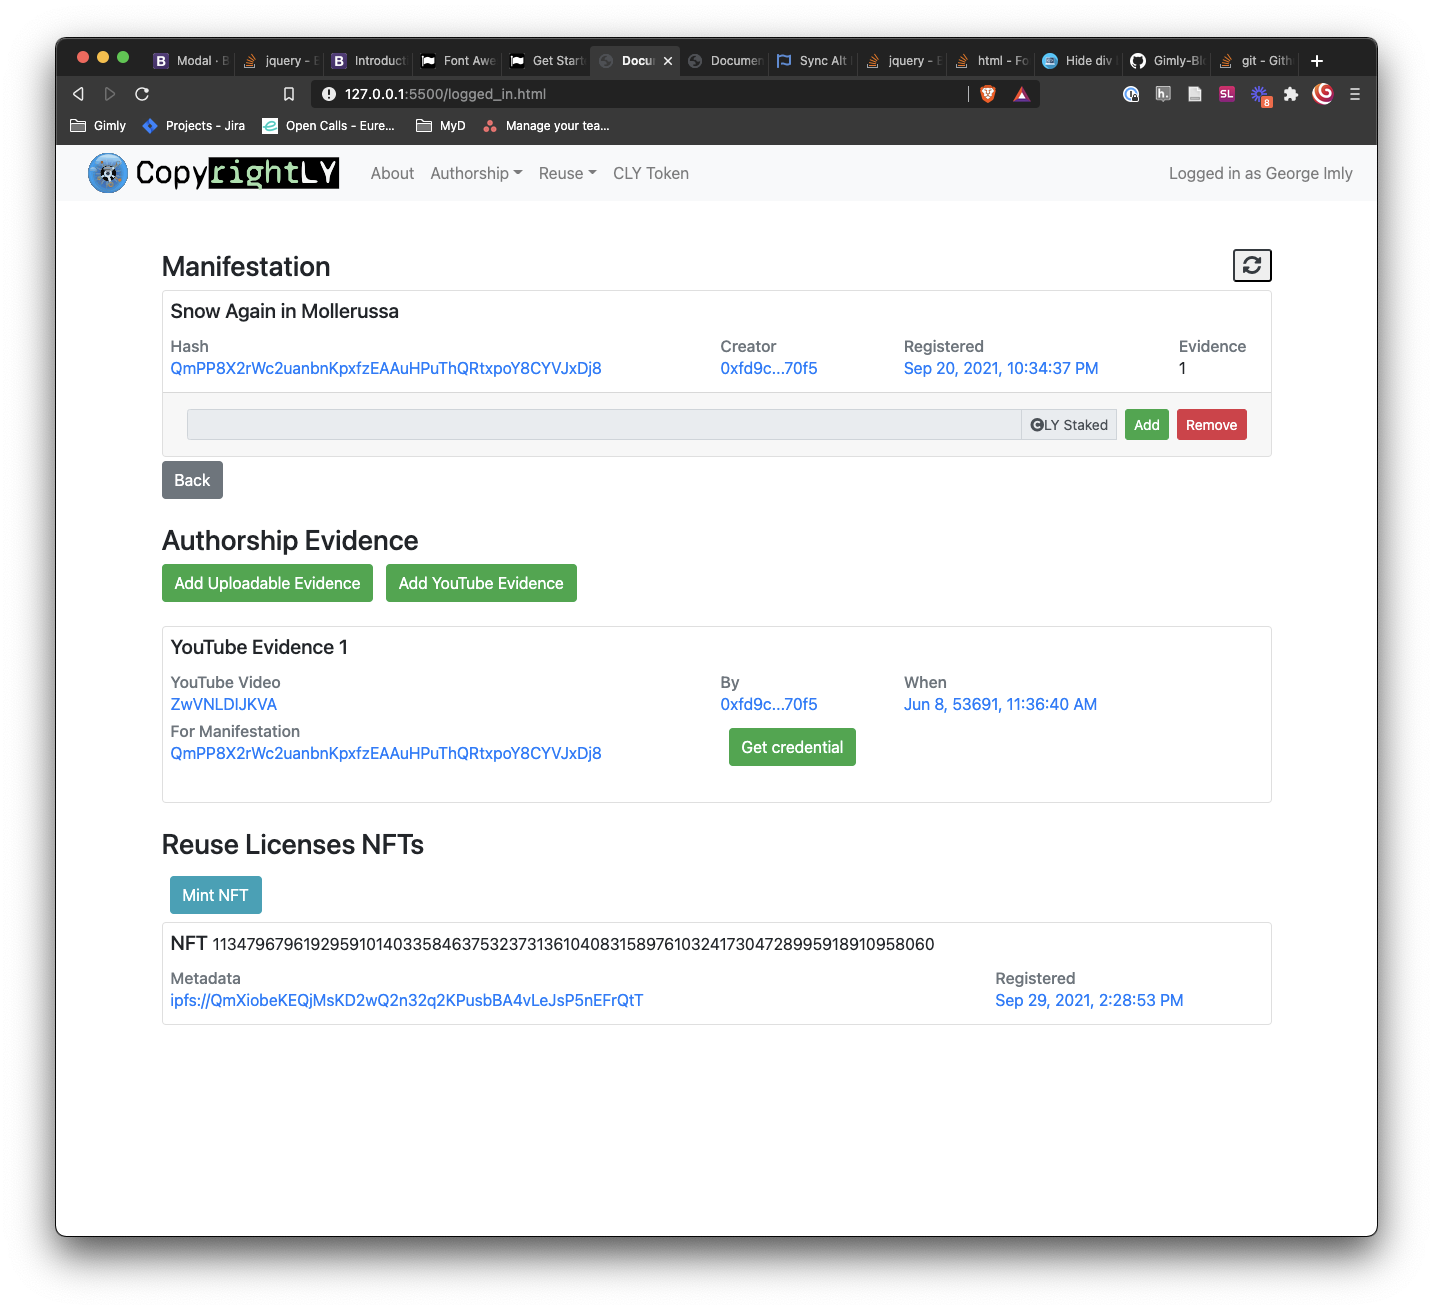 Modal · B
jquery - E
Introduct
Font Awe
Get Start
Docu
Documen
Sync Alt
jquery - E
html - Fo
Hide div
Gimly-Blo
git - Gith
127.0.0.1:5500/logged_in.html
h.
SL
8
Gimly
Projects - Jira
Open Calls - Eure...
MyD
Manage your tea...
CopyrightLY
About
Authorship
Reuse
CLY Token
Logged in as George Imly
Manifestation
Snow Again in Mollerussa
Hash
Creator
Registered
Evidence
QmPP8X2rWc2uanbnKpxfzEAAuHPuThQRtxpoY8CYVJxDj8
0xfd9c...70f5
Sep 20, 2021, 10:34:37 PM
1
CLY Staked
Add
Remove
Back
Authorship Evidence
Add Uploadable Evidence
Add YouTube Evidence
YouTube Evidence 1
YouTube Video
By
When
ZwVNLDIJKVA
0xfd9c...70f5
Jun 8, 53691, 11:36:40 AM
For Manifestation
QmPP8X2rWc2uanbnKpxfzEAAuHPuThQRtxpoY8CYVJxDj8
Get credential
Reuse Licenses NFTs
Mint NFT
NFT 113479679619295910140335846375323731361040831589761032417304728995918910958060
Metadata
Registered
ipfs://QmXiobeKEQjMsKD2wQ2n32q2KPusbBA4vLeJsP5nEFrQtT
Sep 29, 2021, 2:28:53 PM